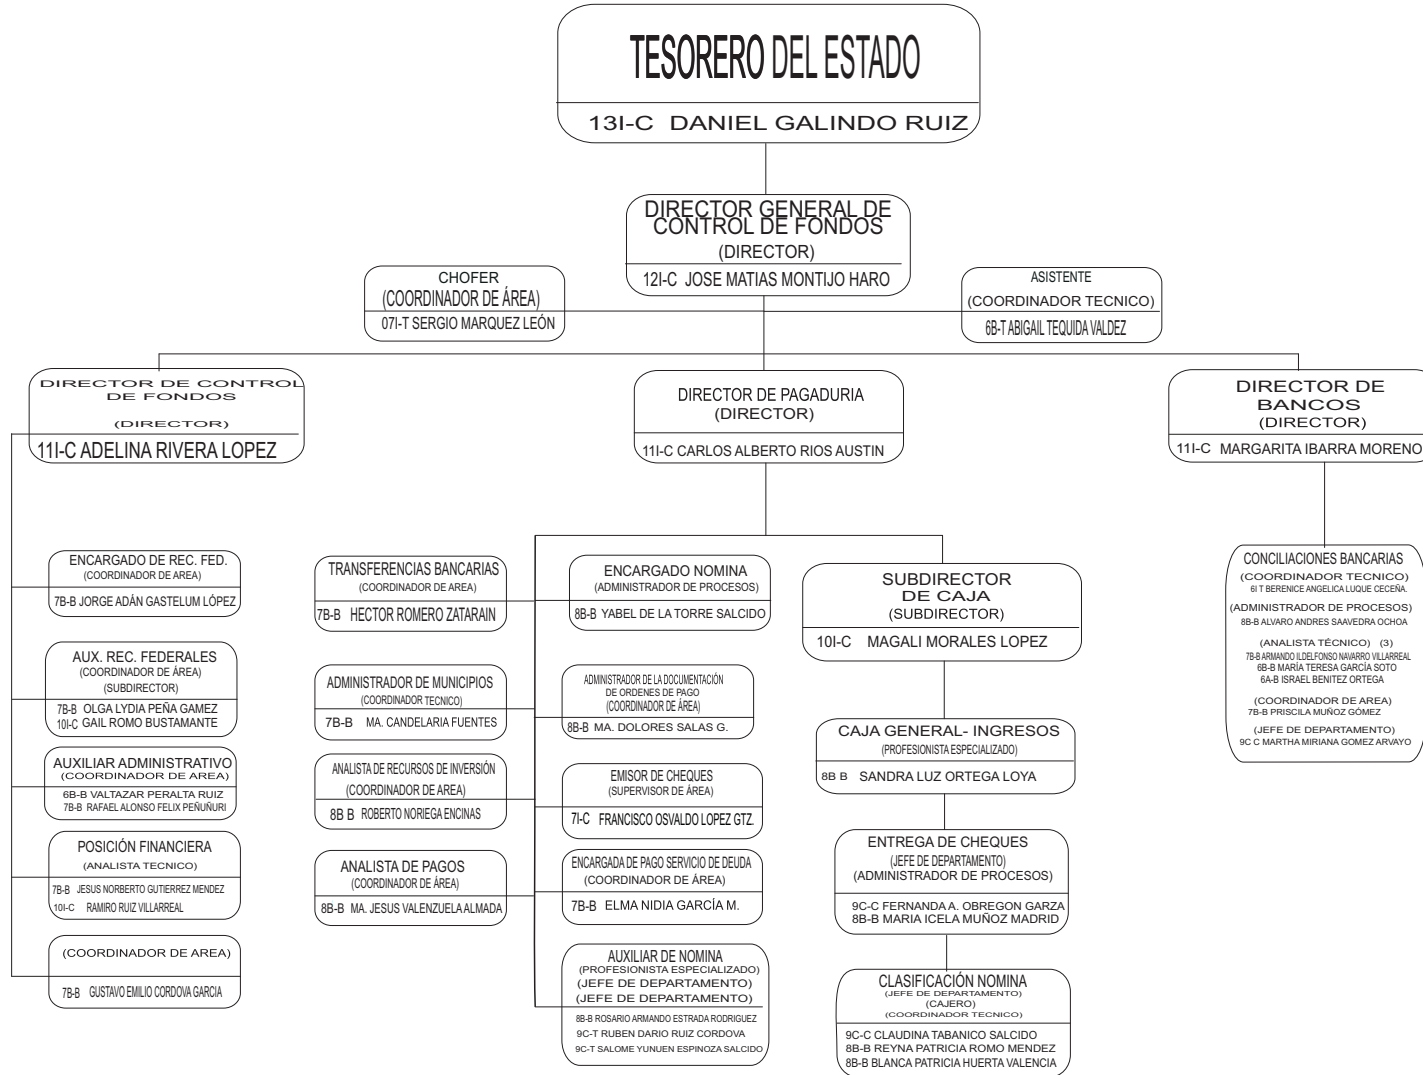 TESORERO DEL ESTADO
13I-C DANIEL GALINDO RUIZ
DIRECTOR GENERAL DE
CONTROL DE FONDOS
(DIRECTOR)
12I-C JOSE MATIAS MONTIJO HARO
CHOFER
(COORDINADOR DE ÁREA)
07I-T SERGIO MARQUEZ LEÓN
ASISTENTE
(COORDINADOR TECNICO)
6B-T ABIGAIL TEQUIDA VALDEZ
DIRECTOR DE CONTROL
DE FONDOS
(DIRECTOR)
11I-C ADELINA RIVERA LOPEZ
DIRECTOR DE PAGADURIA
(DIRECTOR)
11I-C CARLOS ALBERTO RIOS AUSTIN
DIRECTOR DE
BANCOS
(DIRECTOR)
11I-C MARGARITA IBARRA MORENO
ENCARGADO DE REC. FED.
(COORDINADOR DE AREA)
7B-B JORGE ADÁN GASTELUM LÓPEZ
AUX. REC. FEDERALES
(COORDINADOR DE ÁREA)
(SUBDIRECTOR)
7B-B OLGA LYDIA PEÑA GAMEZ
10I-C GAIL ROMO BUSTAMANTE
AUXILIAR ADMINISTRATIVO
(COORDINADOR DE AREA)
6B-B VALTAZAR PERALTA RUIZ
7B-B RAFAEL ALONSO FELIX PEÑUÑURI
POSICIÓN FINANCIERA
(ANALISTA TECNICO)
7B-B JESUS NORBERTO GUTIERREZ MENDEZ
10I-C RAMIRO RUIZ VILLARREAL
(COORDINADOR DE AREA)
7B-B GUSTAVO EMILIO CORDOVA GARCIA
TRANSFERENCIAS BANCARIAS
(COORDINADOR DE AREA)
7B-B HECTOR ROMERO ZATARAIN
ADMINISTRADOR DE MUNICIPIOS
(COORDINADOR TECNICO)
7B-B MA. CANDELARIA FUENTES
ANALISTA DE RECURSOS DE INVERSIÓN
(COORDINADOR DE AREA)
8B B ROBERTO NORIEGA ENCINAS
ANALISTA DE PAGOS
(COORDINADOR DE ÁREA)
8B-B MA. JESUS VALENZUELA ALMADA
ENCARGADO NOMINA
(ADMINISTRADOR DE PROCESOS)
8B-B YABEL DE LA TORRE SALCIDO
ADMINISTRADOR DE LA DOCUMENTACIÓN
DE ORDENES DE PAGO
(COORDINADOR DE ÁREA)
8B-B MA. DOLORES SALAS G.
EMISOR DE CHEQUES
(SUPERVISOR DE ÁREA)
7I-C FRANCISCO OSVALDO LOPEZ GTZ.
ENCARGADA DE PAGO SERVICIO DE DEUDA
(COORDINADOR DE ÁREA)
7B-B ELMA NIDIA GARCÍA M.
AUXILIAR DE NOMINA
(PROFESIONISTA ESPECIALIZADO)
(JEFE DE DEPARTAMENTO)
(JEFE DE DEPARTAMENTO)
8B-B ROSARIO ARMANDO ESTRADA RODRIGUEZ
9C-T RUBEN DARIO RUIZ CORDOVA
9C-T SALOME YUNUEN ESPINOZA SALCIDO
SUBDIRECTOR
DE CAJA
(SUBDIRECTOR)
10I-C MAGALI MORALES LOPEZ
CAJA GENERAL- INGRESOS
(PROFESIONISTA ESPECIALIZADO)
8B B SANDRA LUZ ORTEGA LOYA
ENTREGA DE CHEQUES
(JEFE DE DEPARTAMENTO)
(ADMINISTRADOR DE PROCESOS)
9C-C FERNANDA A. OBREGON GARZA
8B-B MARIA ICELA MUÑOZ MADRID
CLASIFICACIÓN NOMINA
(JEFE DE DEPARTAMENTO)
(CAJERO)
(COORDINADOR TECNICO)
9C-C CLAUDINA TABANICO SALCIDO
8B-B REYNA PATRICIA ROMO MENDEZ
8B-B BLANCA PATRICIA HUERTA VALENCIA
CONCILIACIONES BANCARIAS
(COORDINADOR TECNICO)
6I T BERENICE ANGELICA LUQUE CECEÑA.
(ADMINISTRADOR DE PROCESOS)
8B-B ALVARO ANDRES SAAVEDRA OCHOA
(ANALISTA TÉCNICO) (3)
7B-B ARMANDO ILDELFONSO NAVARRO VILLARREAL
6B-B MARÍA TERESA GARCÍA SOTO
6A-B ISRAEL BENITEZ ORTEGA
(COORDINADOR DE AREA)
7B-B PRISCILA MUÑOZ GÓMEZ
(JEFE DE DEPARTAMENTO)
9C C MARTHA MIRIANA GOMEZ ARVAYO